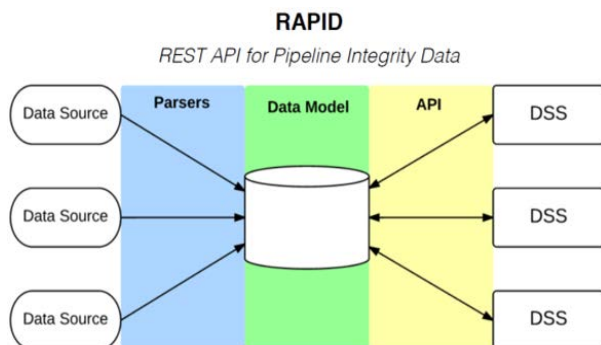 RAPID
REST API for Pipeline Integrity Data
Parsers
Data Model
API
Data Source
DSS
Data Source
DSS
Data Source
DSS